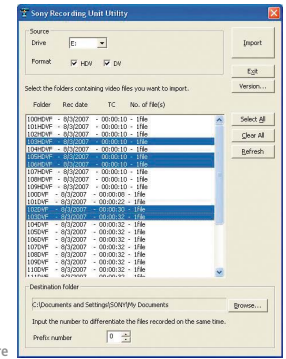 Sony Recording Unit Utility
Source
Drive E:
Format HDV DV
Import
Exit
Version...
Select the folders containing video files you want to import.
Folder Rec date TC No. of file(s)
100HDVF - 8/3/2007 - 00:00:10 - 1file
101HDVF - 8/3/2007 - 00:00:10 - 1file
102HDVF - 8/3/2007 - 00:00:10 - 1file
103HDVF - 8/3/2007 - 00:00:10 - 1file
104HDVF - 8/3/2007 - 00:00:10 - 1file
105HDVF - 8/3/2007 - 00:00:10 - 1file
106HDVF - 8/3/2007 - 00:00:10 - 1file
107HDVF - 8/3/2007 - 00:00:10 - 1file
108HDVF - 8/3/2007 - 00:00:10 - 1file
109HDVF - 8/3/2007 - 00:00:10 - 1file
100DVF - 8/3/2007 - 00:00:08 - 1file
101DVF - 8/3/2007 - 00:00:22 - 1file
102DVF - 8/3/2007 - 00:00:30 - 1file
103DVF - 8/3/2007 - 00:00:32 - 1file
104DVF - 8/3/2007 - 00:00:32 - 1file
105DVF - 8/3/2007 - 00:00:32 - 1file
106DVF - 8/3/2007 - 00:00:32 - 1file
107DVF - 8/3/2007 - 00:00:32 - 1file
108DVF - 8/3/2007 - 00:00:32 - 1file
109DVF - 8/3/2007 - 00:00:32 - 1file
110DVF - 8/3/2007 - 00:00:32 - 1file
111DVF - 8/3/2007 - 00:00:32 - 1file
Select All
Clear All
Refresh
Destination folder
C:\Documents and Settings\SONY\My Documents
Browse...
Input the number to differentiate the files recorded on the same time.
Prefix number 0
re